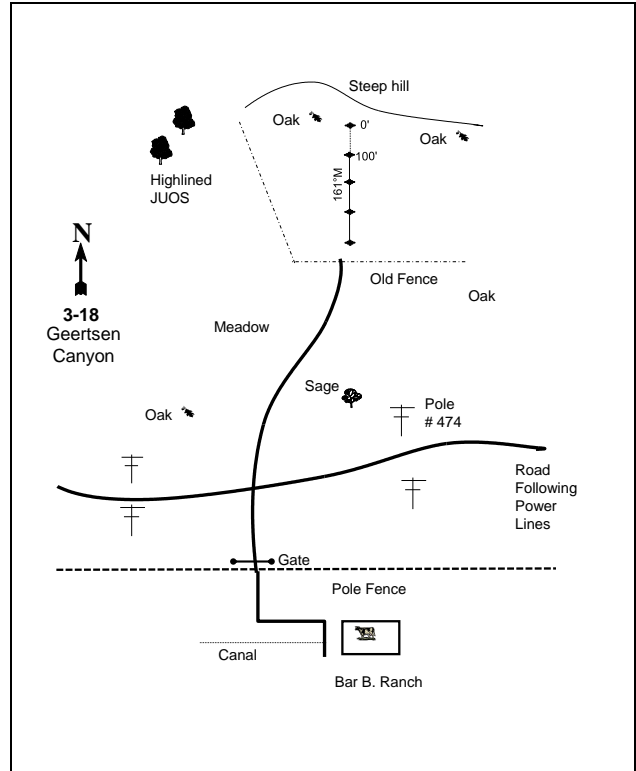 Steep hill
Oak
0'
Oak
100'
161°M
Highlined
JUOS
N
3-18
Geertsen
Canyon
Old Fence
Oak
Meadow
Sage
Oak
Pole
# 474
Road
Following
Power
Lines
Gate
Pole Fence
Canal
Bar B. Ranch